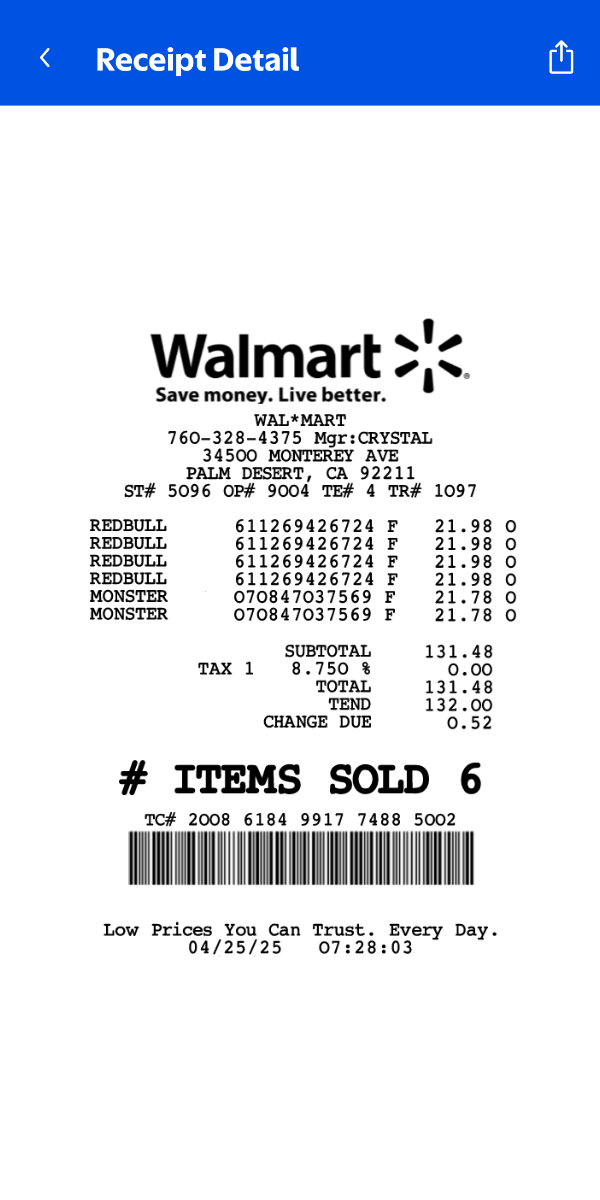 Receipt Detail
Walmart
Save money. Live better.
WAL*MART
760-328-4375 Mgr:CRYSTAL
34500 MONTEREY AVE
PALM DESERT, CA 92211
ST# 5096 OP# 9004 TE# 4 TR# 1097
REDBULL 611269426724 F 21.98 O
REDBULL 611269426724 F 21.98 O
REDBULL 611269426724 F 21.98 O
REDBULL 611269426724 F 21.98 O
MONSTER 070847037569 F 21.78 O
MONSTER 070847037569 F 21.78 O
SUBTOTAL 131.48
TAX 1 8.750 % 0.00
TOTAL 131.48
TEND 132.00
CHANGE DUE 0.52
# ITEMS SOLD 6
TC# 2008 6184 9917 7488 5002
Low Prices You Can Trust. Every Day.
04/25/25 07:28:03